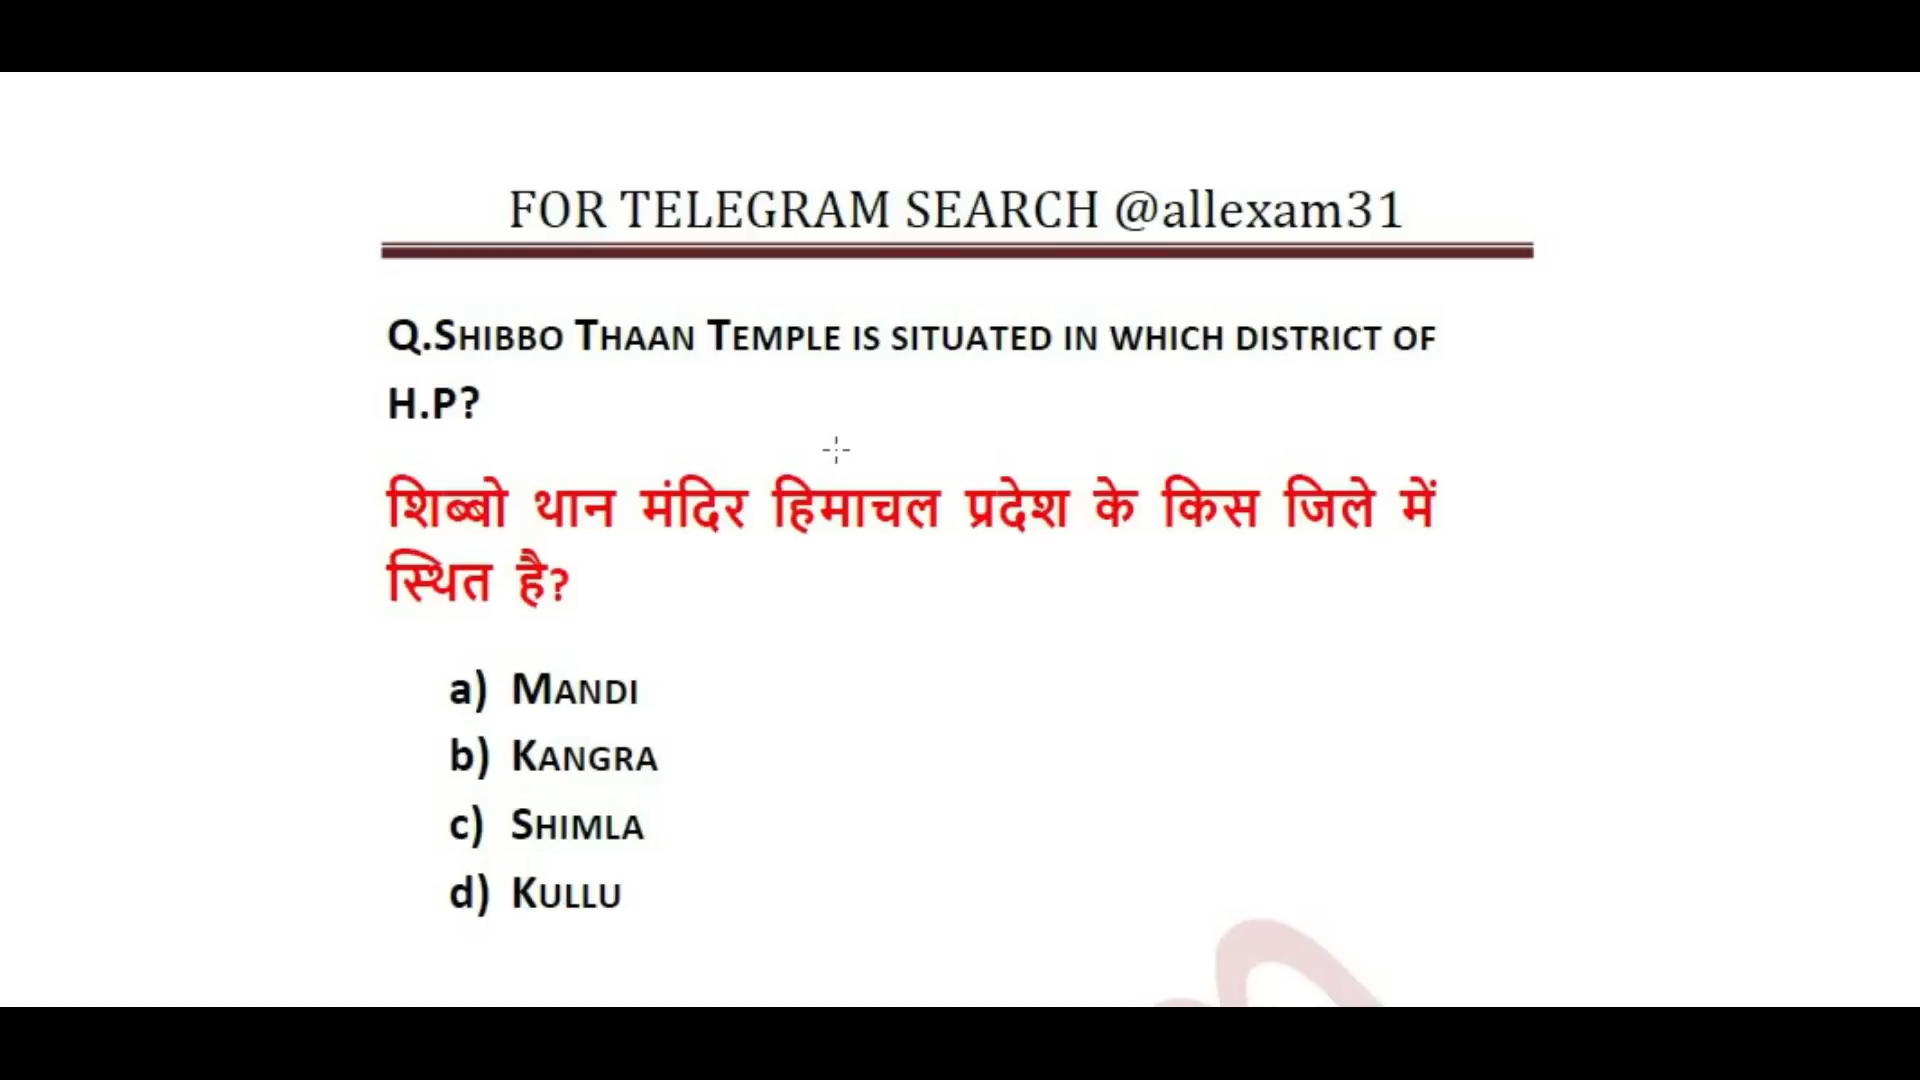 FOR TELEGRAM SEARCH @allexam31
Q.Shibbo Thaan Temple is situated in which district of
H.P?
शिब्बो थान मंदिर हिमाचल प्रदेश के किस जिले में
स्थित है?
a) Mandi
b) Kangra
c) Shimla
d) Kullu